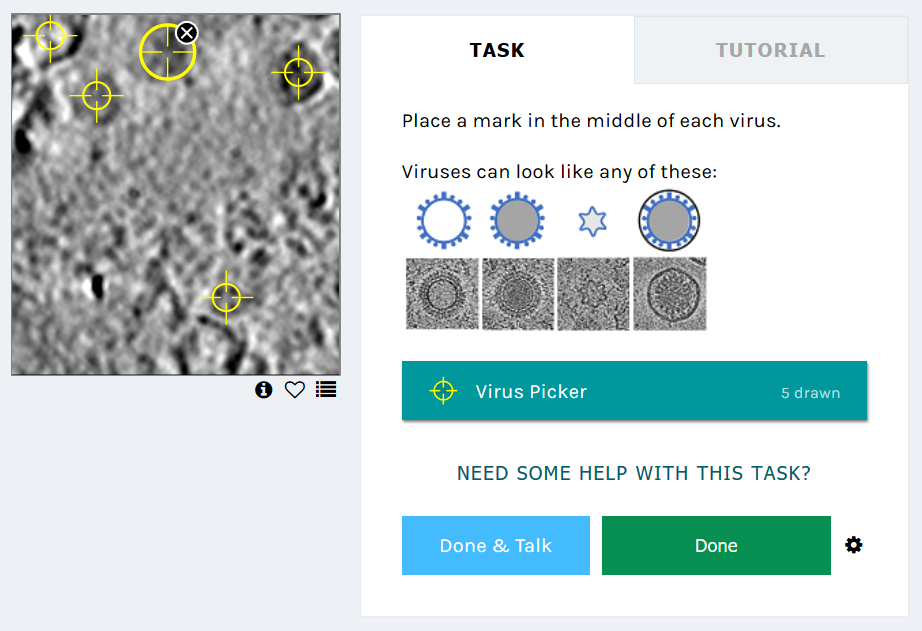 TASK
TUTORIAL
Place a mark in the middle of each virus.
Viruses can look like any of these:
Virus Picker
5 drawn
NEED SOME HELP WITH THIS TASK?
Done & Talk
Done